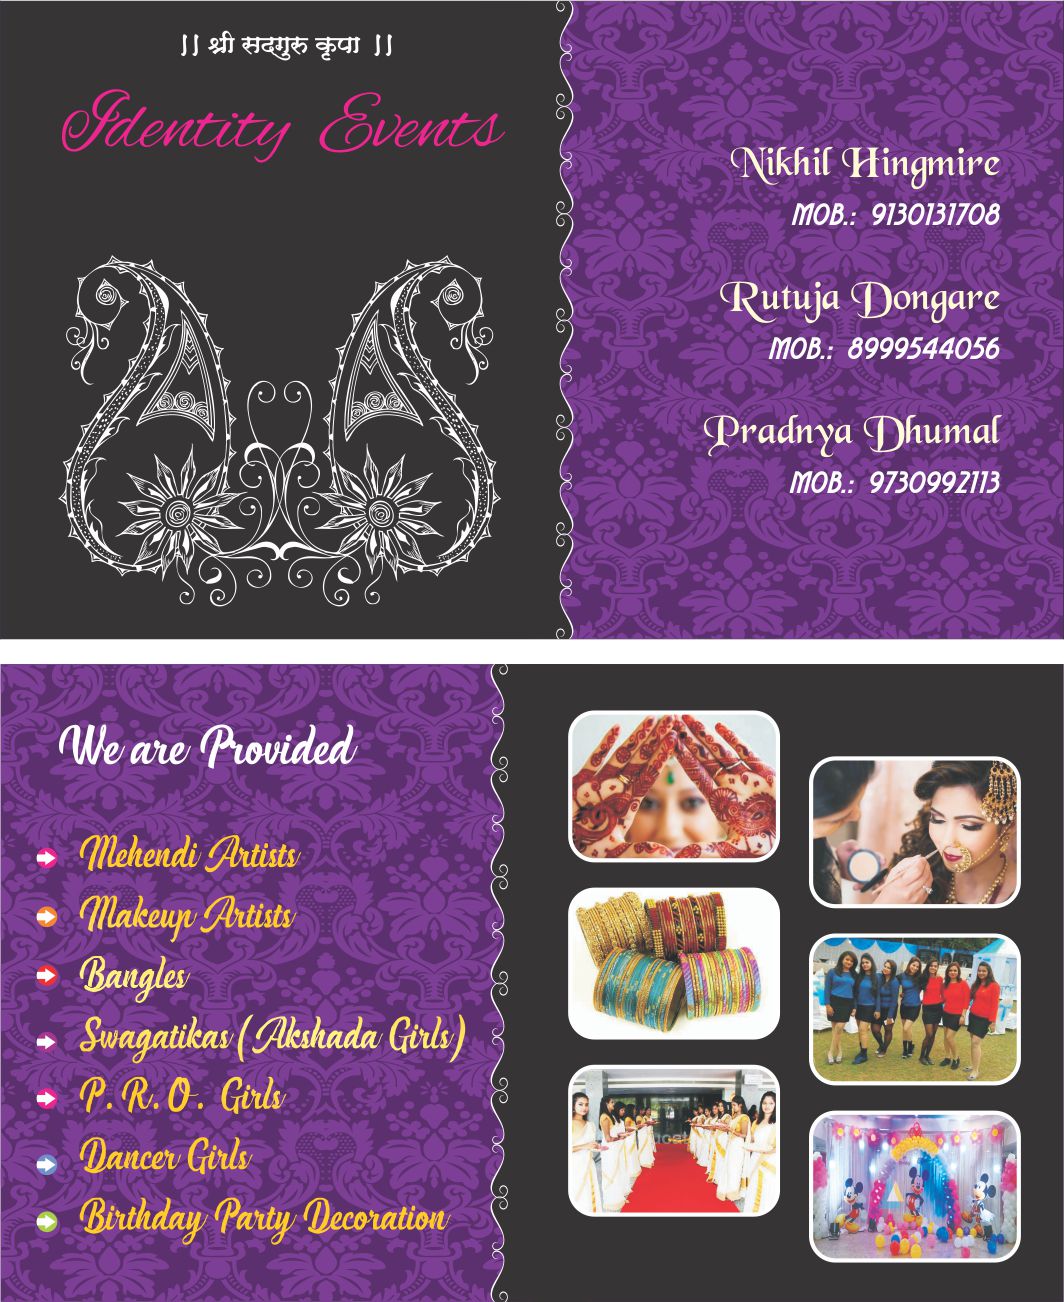 || श्री सदगुरु कृपा ||
Identity Events
Nikhil Hingmire
MOB.: 9130131708
Rutuja Dongare
MOB.: 8999544056
Pradnya Dhumal
MOB.: 9730992113
We are Provided
Mehendi Artists
Makeup Artists
Bangles
Swagatikas (Akshada Girls)
P. R. O. Girls
Dancer Girls
Birthday Party Decoration